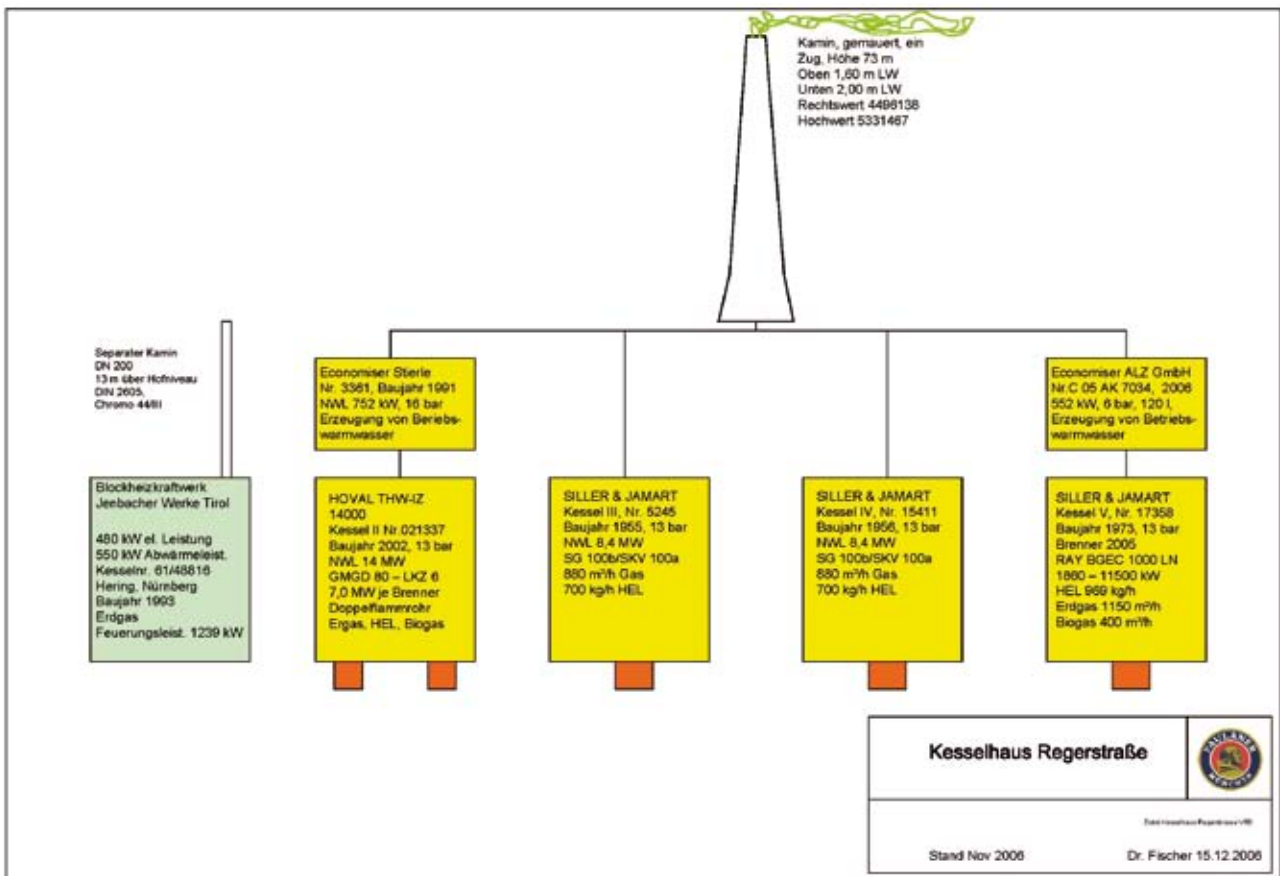 Kamin, gemauert, ein
Zug, Höhe 73 m
Oben 1,60 m LW
Unten 2,00 m LW
Rechtswert 4498138
Hochwert 5331467
Separater Kamin
DN 200
13 m über Hofniveau
DIN 2605,
Chromo 44/III
Economiser Stierle
Nr. 3361, Baujahr 1991
NWL 752 kW, 16 bar
Erzeugung von Beriebs-
warmwasser
Economiser ALZ GmbH
Nr.C 05 AK 7034, 2006
552 kW, 6 bar, 120 l,
Erzeugung von Betriebs-
warmwasser
Blockheizkraftwerk
Jenbacher Werke Tirol
480 kW el. Leistung
550 kW Abwärmeleist.
Kesselnr. 61/48816
Hering, Nürnberg
Baujahr 1993
Erdgas
Feuerungsleist. 1239 kW
HOVAL THW-IZ
14000
Kessel II Nr.021337
Baujahr 2002, 13 bar
NWL 14 MW
GMGD 80 – LKZ 6
7,0 MW je Brenner
Doppelflammrohr
Ergas, HEL, Biogas
SILLER & JAMART
Kessel III, Nr. 5245
Baujahr 1955, 13 bar
NWL 8,4 MW
SG 100b/SKV 100a
880 m³/h Gas
700 kg/h HEL
SILLER & JAMART
Kessel IV, Nr. 15411
Baujahr 1956, 13 bar
NWL 8,4 MW
SG 100b/SKV 100a
880 m³/h Gas
700 kg/h HEL
SILLER & JAMART
Kessel V, Nr. 17358
Baujahr 1973, 13 bar
Brenner 2005
RAY BGEC 1000 LN
1860 – 11500 kW
HEL 969 kg/h
Erdgas 1150 m³/h
Biogas 400 m³/h
Kesselhaus Regerstraße
PAULANER
MÜNCHEN
Stand Nov 2006
Dr. Fischer 15.12.2006